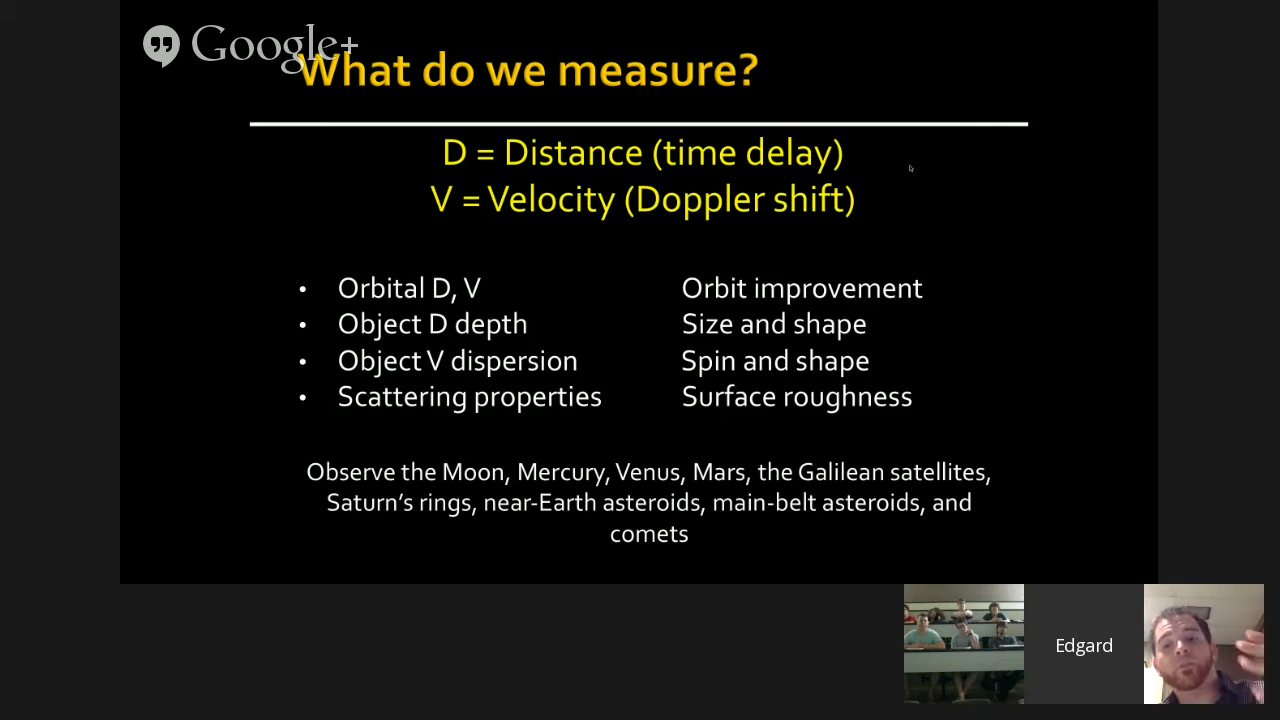 Google+
What do we measure?
D = Distance (time delay)
V = Velocity (Doppler shift)
• Orbital D, V Orbit improvement
• Object D depth Size and shape
• Object V dispersion Spin and shape
• Scattering properties Surface roughness
Observe the Moon, Mercury, Venus, Mars, the Galilean satellites,
Saturn’s rings, near-Earth asteroids, main-belt asteroids, and
comets
Edgard